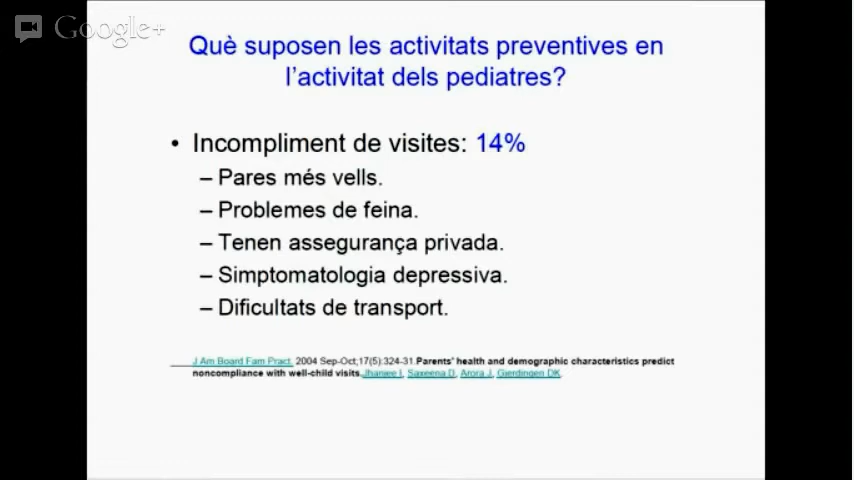 Google+
Què suposen les activitats preventives en
l'activitat dels pediatres?
• Incompliment de visites: 14%
– Pares més vells.
– Problemes de feina.
– Tenen assegurança privada.
– Simptomatologia depressiva.
– Dificultats de transport.
J Am Board Fam Pract. 2004 Sep-Oct;17(5):324-31.Parents' health and demographic characteristics predict
noncompliance with well-child visits.Jhanjee I, Saxeena D, Arora J, Gjerdingen DK.